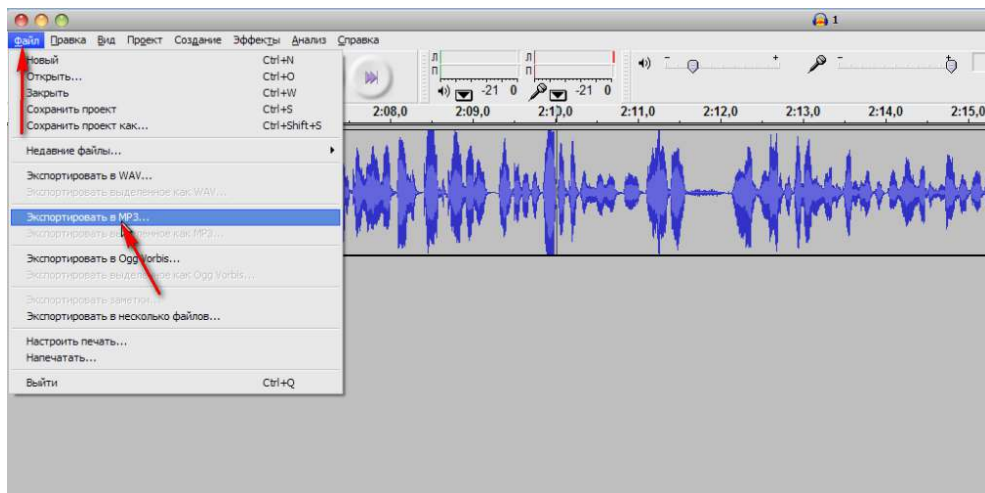 1
Файл Правка Вид Проект Создание Эффекты Анализ Справка
Новый Ctrl+N
Открыть... Ctrl+O
Закрыть Ctrl+W
Сохранить проект Ctrl+S
Сохранить проект как... Ctrl+Shift+S
Недавние файлы...
Экспортировать в WAV...
Экспортировать выделенное как WAV...
Экспортировать в MP3...
Экспортировать выделенное как MP3...
Экспортировать в Ogg Vorbis...
Экспортировать выделенное как Ogg Vorbis...
Экспортировать заметки...
Экспортировать в несколько файлов...
Настроить печать...
Напечатать...
Выйти Ctrl+Q
Л Л
П П
-21 0 -21 0
- + - +
2:08,0 2:09,0 2:10,0 2:11,0 2:12,0 2:13,0 2:14,0 2:15,0